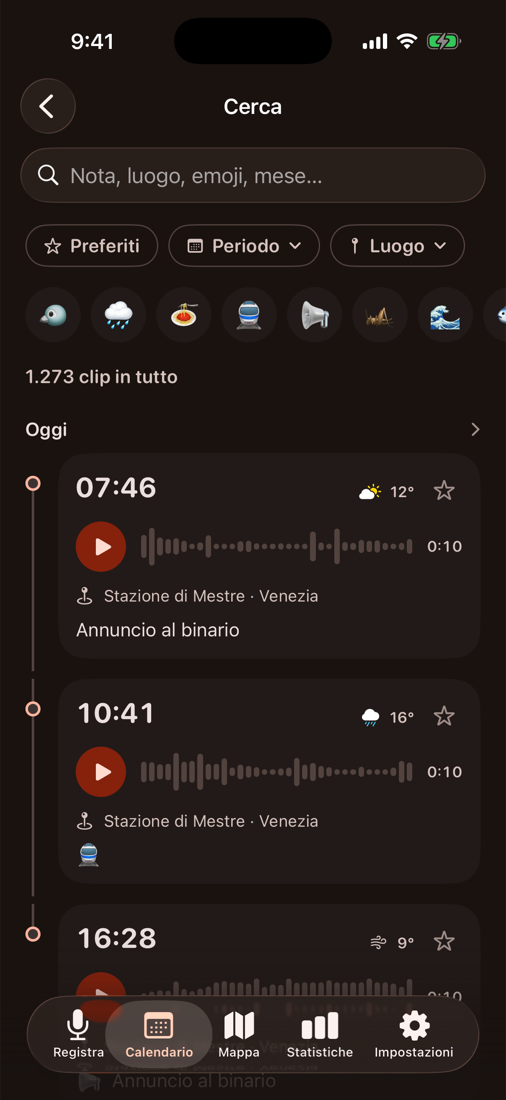 9:41
Cerca
Nota, luogo, emoji, mese...
Preferiti Periodo Luogo
1.273 clip in tutto
Oggi
07:46 12°
0:10
Stazione di Mestre · Venezia
Annuncio al binario
10:41 16°
0:10
Stazione di Mestre · Venezia
16:28 9°
0:10
Registra Calendario Mappa Statistiche Impostazioni
Annuncio al binario